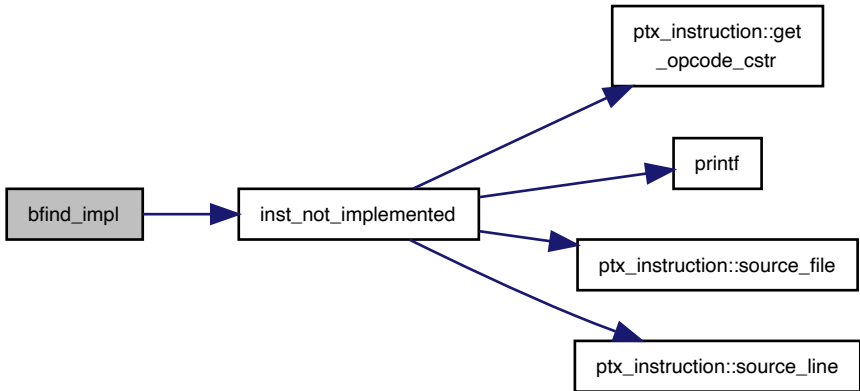 bfind_impl
inst_not_implemented
ptx_instruction::get
_opcode_cstr
printf
ptx_instruction::source_file
ptx_instruction::source_line